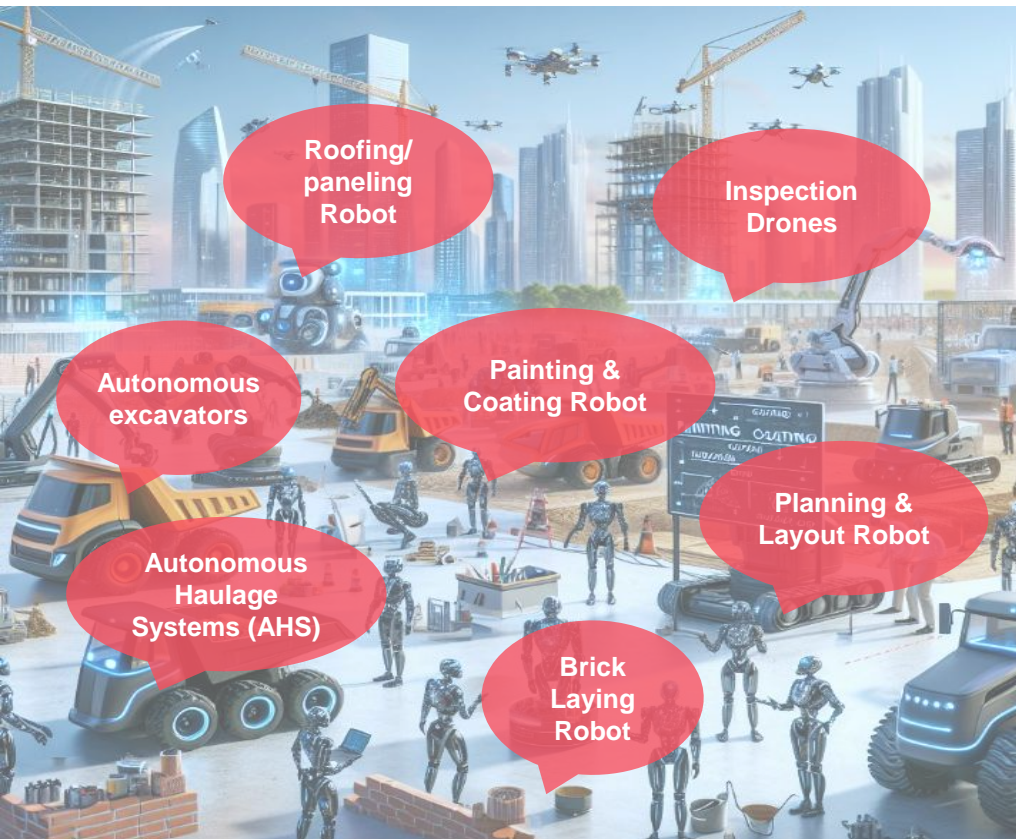 Roofing/
paneling
Robot
Inspection
Drones
Autonomous
excavators
Painting &
Coating Robot
Planning &
Layout Robot
Autonomous
Haulage
Systems (AHS)
Brick
Laying
Robot